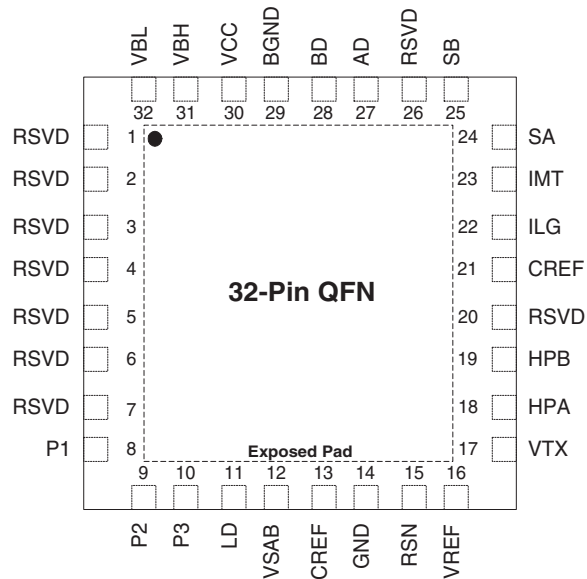 VBL VBH VCC BGND BD AD RSVD SB
32 31 30 29 28 27 26 25
RSVD 1 24 SA
RSVD 2 23 IMT
RSVD 3 22 ILG
RSVD 4 21 CREF
32-Pin QFN
RSVD 5 20 RSVD
RSVD 6 19 HPB
RSVD 7 18 HPA
P1 8 17 VTX
Exposed Pad
9 10 11 12 13 14 15 16
P2 P3 LD VSAB CREF GND RSN VREF